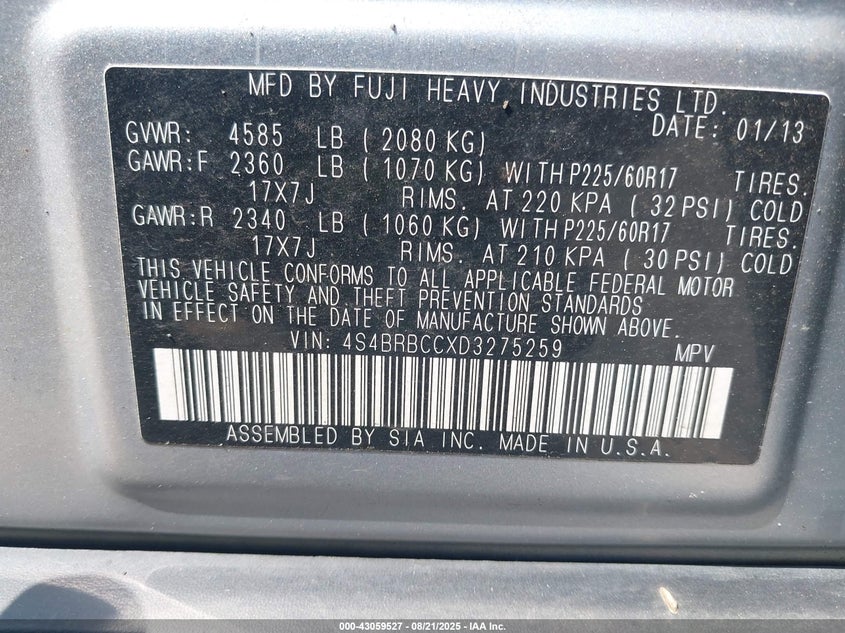 MFD BY FUJI HEAVY INDUSTRIES LTD.
DATE: 01/13
GVWR: 4585 LB ( 2080 KG)
GAWR:F 2360 LB ( 1070 KG) WITH P225/60R17 TIRES.
17X7J RIMS. AT 220 KPA ( 32 PSI) COLD
GAWR:R 2340 LB ( 1060 KG) WITH P225/60R17 TIRES.
17X7J RIMS. AT 210 KPA ( 30 PSI) COLD
THIS VEHICLE CONFORMS TO ALL APPLICABLE FEDERAL MOTOR
VEHICLE SAFETY AND THEFT PREVENTION STANDARDS
IN EFFECT ON THE DATE OF MANUFACTURE SHOWN ABOVE.
VIN: 4S4BRBCCXD3275259 MPV
ASSEMBLED BY SIA INC. MADE IN U.S.A.
000-43059527 - 08/21/2025 - IAA Inc.